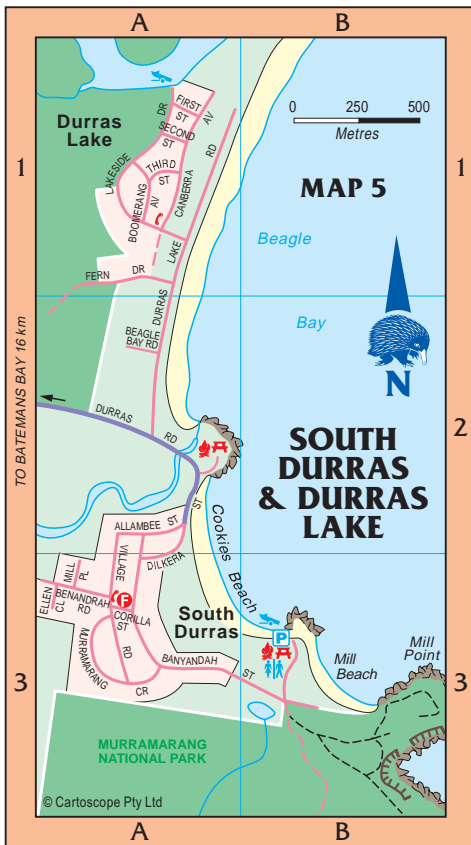 A
B
1
1
2
2
3
3
A
B
Durras
Lake
LAKESIDE
DR
FIRST
ST
SECOND
ST
THIRD
ST
BOOMERANG
AV
CANBERRA
AV
DURRAS
LAKE
RD
FERN DR
BEAGLE
BAY RD
0 250 500
Metres
MAP 5
Beagle
Bay
N
TO BATEMANS BAY 16 km
DURRAS
RD
SOUTH
DURRAS
& DURRAS
LAKE
ALLAMBEE ST
ST
DILKERA
VILLAGE
RD
MILL
PL
ELLEN
CL
BENANDRAH
RD
F
CORILLA
ST
MURRAMARANG
CR
BANYANDAH
ST
Cookies
Beach
South
Durras
P
Mill
Beach
Mill
Point
MURRAMARANG
NATIONAL PARK
© Cartoscope Pty Ltd